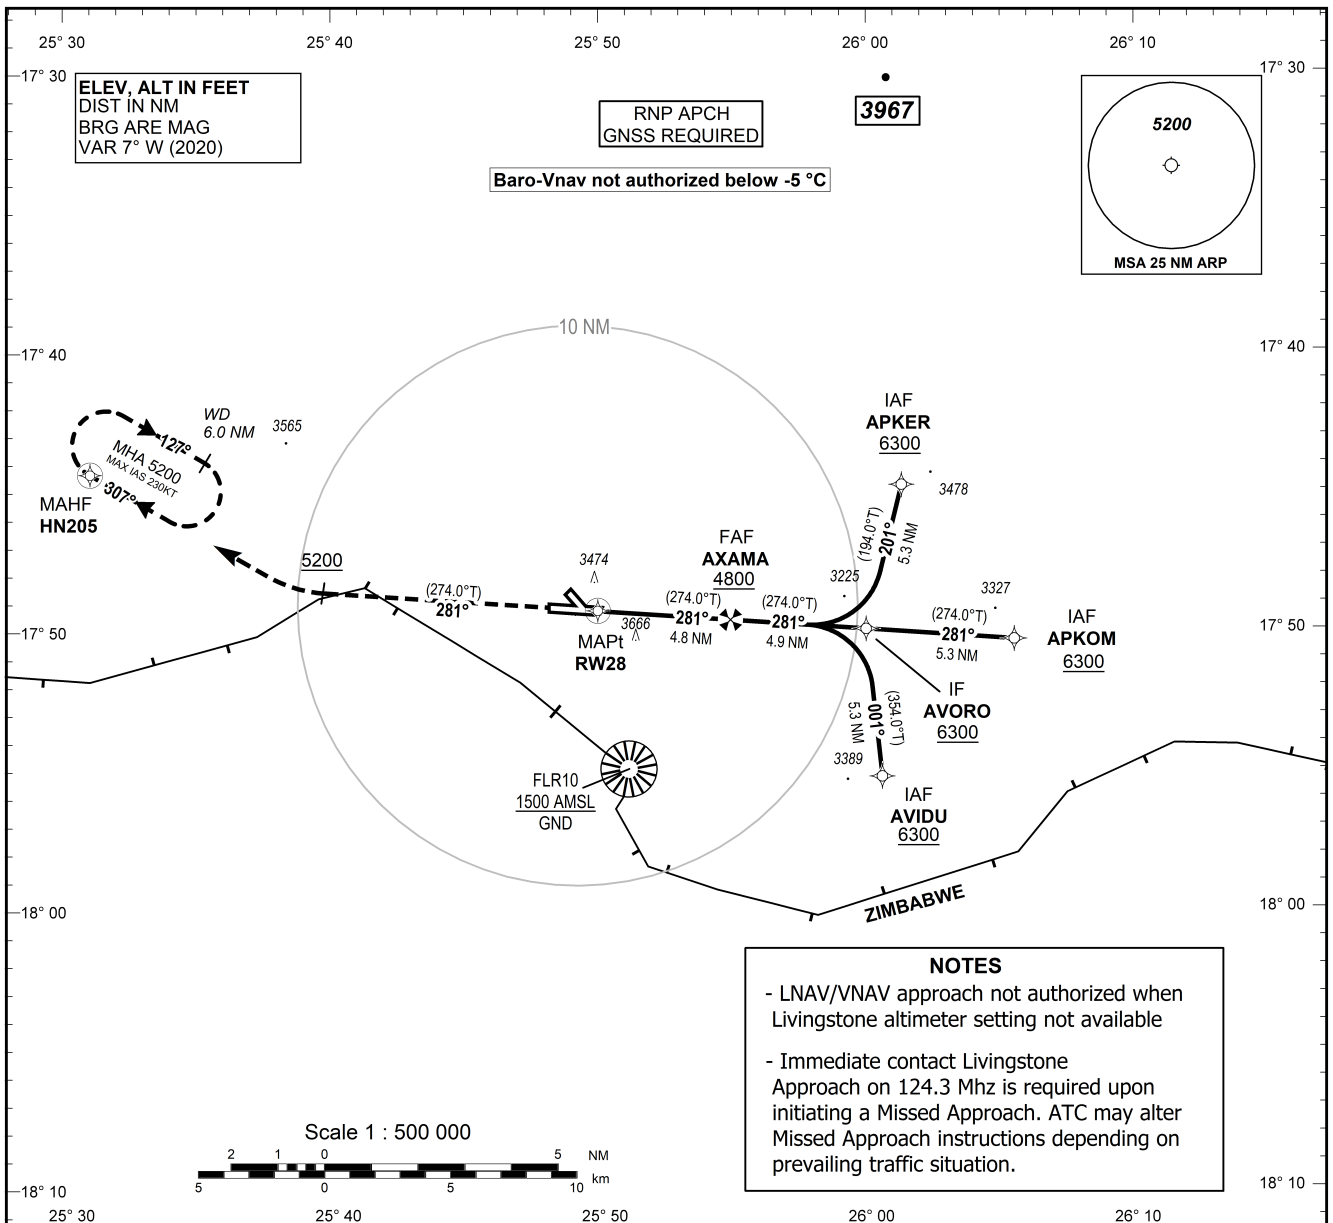 25° 30
25° 40
25° 50
26° 00
26° 10
17° 30
17° 30
ELEV, ALT IN FEET
DIST IN NM
BRG ARE MAG
VAR 7° W (2020)
RNP APCH
GNSS REQUIRED
3967
5200
MSA 25 NM ARP
Baro-Vnav not authorized below -5 °C
10 NM
17° 40
17° 40
WD
6.0 NM
3565
127°
MHA 5200
MAX IAS 230KT
307°
MAHF
HN205
IAF
APKER
6300
3478
(194.0°T)
201°
5.3 NM
5200
(274.0°T)
281°
3474
3666
MAPt
RW28
FAF
AXAMA
4800
(274.0°T)
281°
4.8 NM
(274.0°T)
281°
4.9 NM
3225
3327
(274.0°T)
281°
5.3 NM
IAF
APKOM
6300
17° 50
17° 50
IF
AVORO
6300
(354.0°T)
001°
5.3 NM
3389
IAF
AVIDU
6300
FLR10
1500 AMSL
GND
ZIMBABWE
18° 00
18° 00
NOTES
- LNAV/VNAV approach not authorized when
Livingstone altimeter setting not available
- Immediate contact Livingstone
Approach on 124.3 Mhz is required upon
initiating a Missed Approach. ATC may alter
Missed Approach instructions depending on
prevailing traffic situation.
Scale 1 : 500 000
2 1 0 5 NM
5 0 5 10 km
18° 10
18° 10
25° 30
25° 40
25° 50
26° 00
26° 10